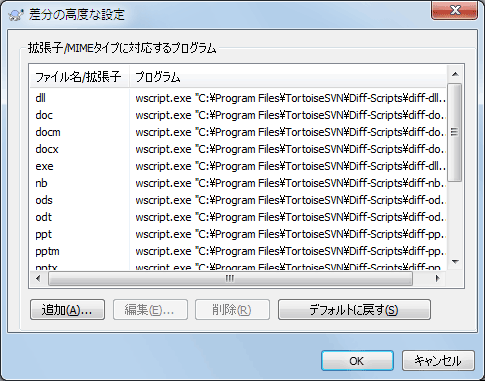 差分の高度な設定
拡張子/MIMEタイプに対応するプログラム
ファイル名/拡張子 プログラム
dll wscript.exe "C:¥Program Files¥TortoiseSVN¥Diff-Scripts¥diff-dll...
doc wscript.exe "C:¥Program Files¥TortoiseSVN¥Diff-Scripts¥diff-do...
docm wscript.exe "C:¥Program Files¥TortoiseSVN¥Diff-Scripts¥diff-do...
docx wscript.exe "C:¥Program Files¥TortoiseSVN¥Diff-Scripts¥diff-do...
exe wscript.exe "C:¥Program Files¥TortoiseSVN¥Diff-Scripts¥diff-dll...
nb wscript.exe "C:¥Program Files¥TortoiseSVN¥Diff-Scripts¥diff-nb...
ods wscript.exe "C:¥Program Files¥TortoiseSVN¥Diff-Scripts¥diff-od...
odt wscript.exe "C:¥Program Files¥TortoiseSVN¥Diff-Scripts¥diff-od...
ppt wscript.exe "C:¥Program Files¥TortoiseSVN¥Diff-Scripts¥diff-pp...
pptm wscript.exe "C:¥Program Files¥TortoiseSVN¥Diff-Scripts¥diff-pp...
pptx wscript.exe "C:¥Program Files¥TortoiseSVN¥Diff-Scripts¥diff-pp...
追加(A)... 編集(E)... 削除(R) デフォルトに戻す(S)
OK キャンセル